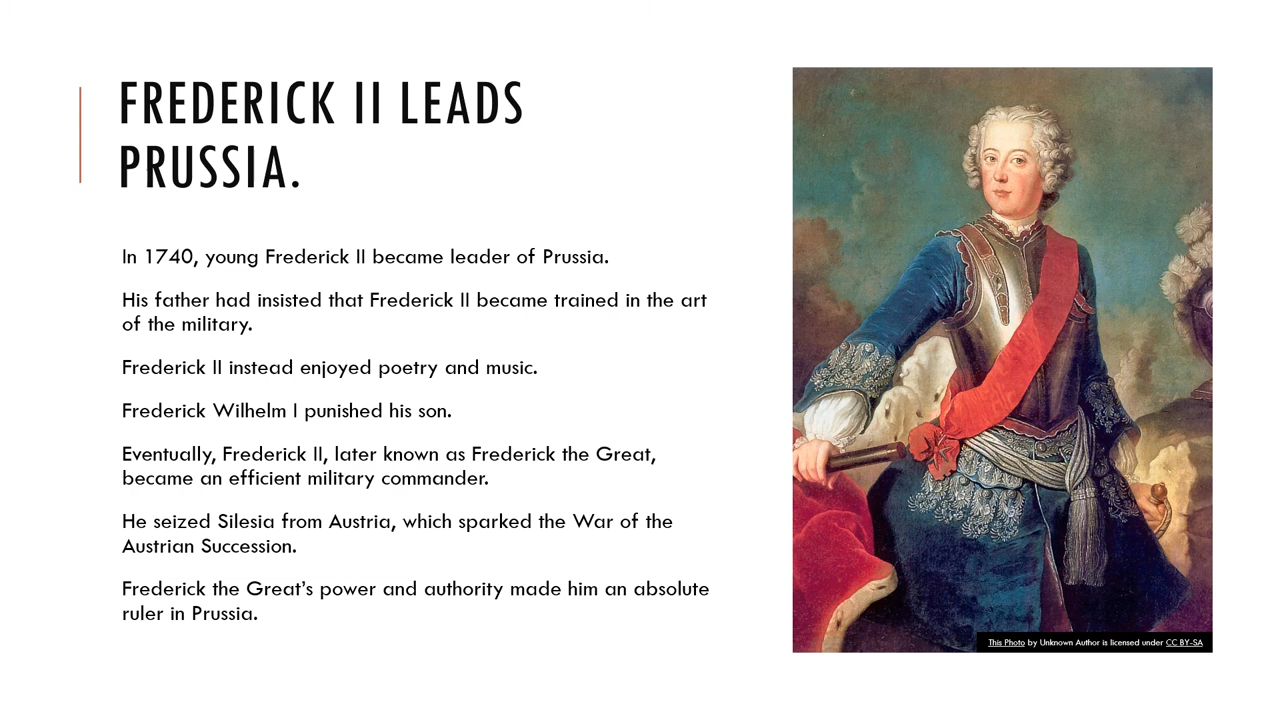 FREDERICK II LEADS
PRUSSIA.
In 1740, young Frederick II became leader of Prussia.
His father had insisted that Frederick II became trained in the art
of the military.
Frederick II instead enjoyed poetry and music.
Frederick Wilhelm I punished his son.
Eventually, Frederick II, later known as Frederick the Great,
became an efficient military commander.
He seized Silesia from Austria, which sparked the War of the
Austrian Succession.
Frederick the Great’s power and authority made him an absolute
ruler in Prussia.
This Photo by Unknown Author is licensed under CC BY-SA